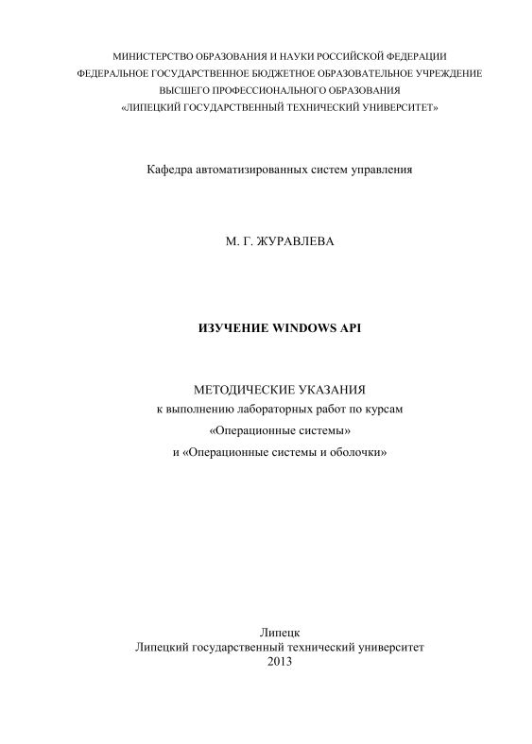 МИНИСТЕРСТВО ОБРАЗОВАНИЯ И НАУКИ РОССИЙСКОЙ ФЕДЕРАЦИИ
ФЕДЕРАЛЬНОЕ ГОСУДАРСТВЕННОЕ БЮДЖЕТНОЕ ОБРАЗОВАТЕЛЬНОЕ УЧРЕЖДЕНИЕ
ВЫСШЕГО ПРОФЕССИОНАЛЬНОГО ОБРАЗОВАНИЯ
«ЛИПЕЦКИЙ ГОСУДАРСТВЕННЫЙ ТЕХНИЧЕСКИЙ УНИВЕРСИТЕТ»
Кафедра автоматизированных систем управления
М. Г. ЖУРАВЛЕВА
ИЗУЧЕНИЕ WINDOWS API
МЕТОДИЧЕСКИЕ УКАЗАНИЯ
к выполнению лабораторных работ по курсам
«Операционные системы»
и «Операционные системы и оболочки»
Липецк
Липецкий государственный технический университет
2013